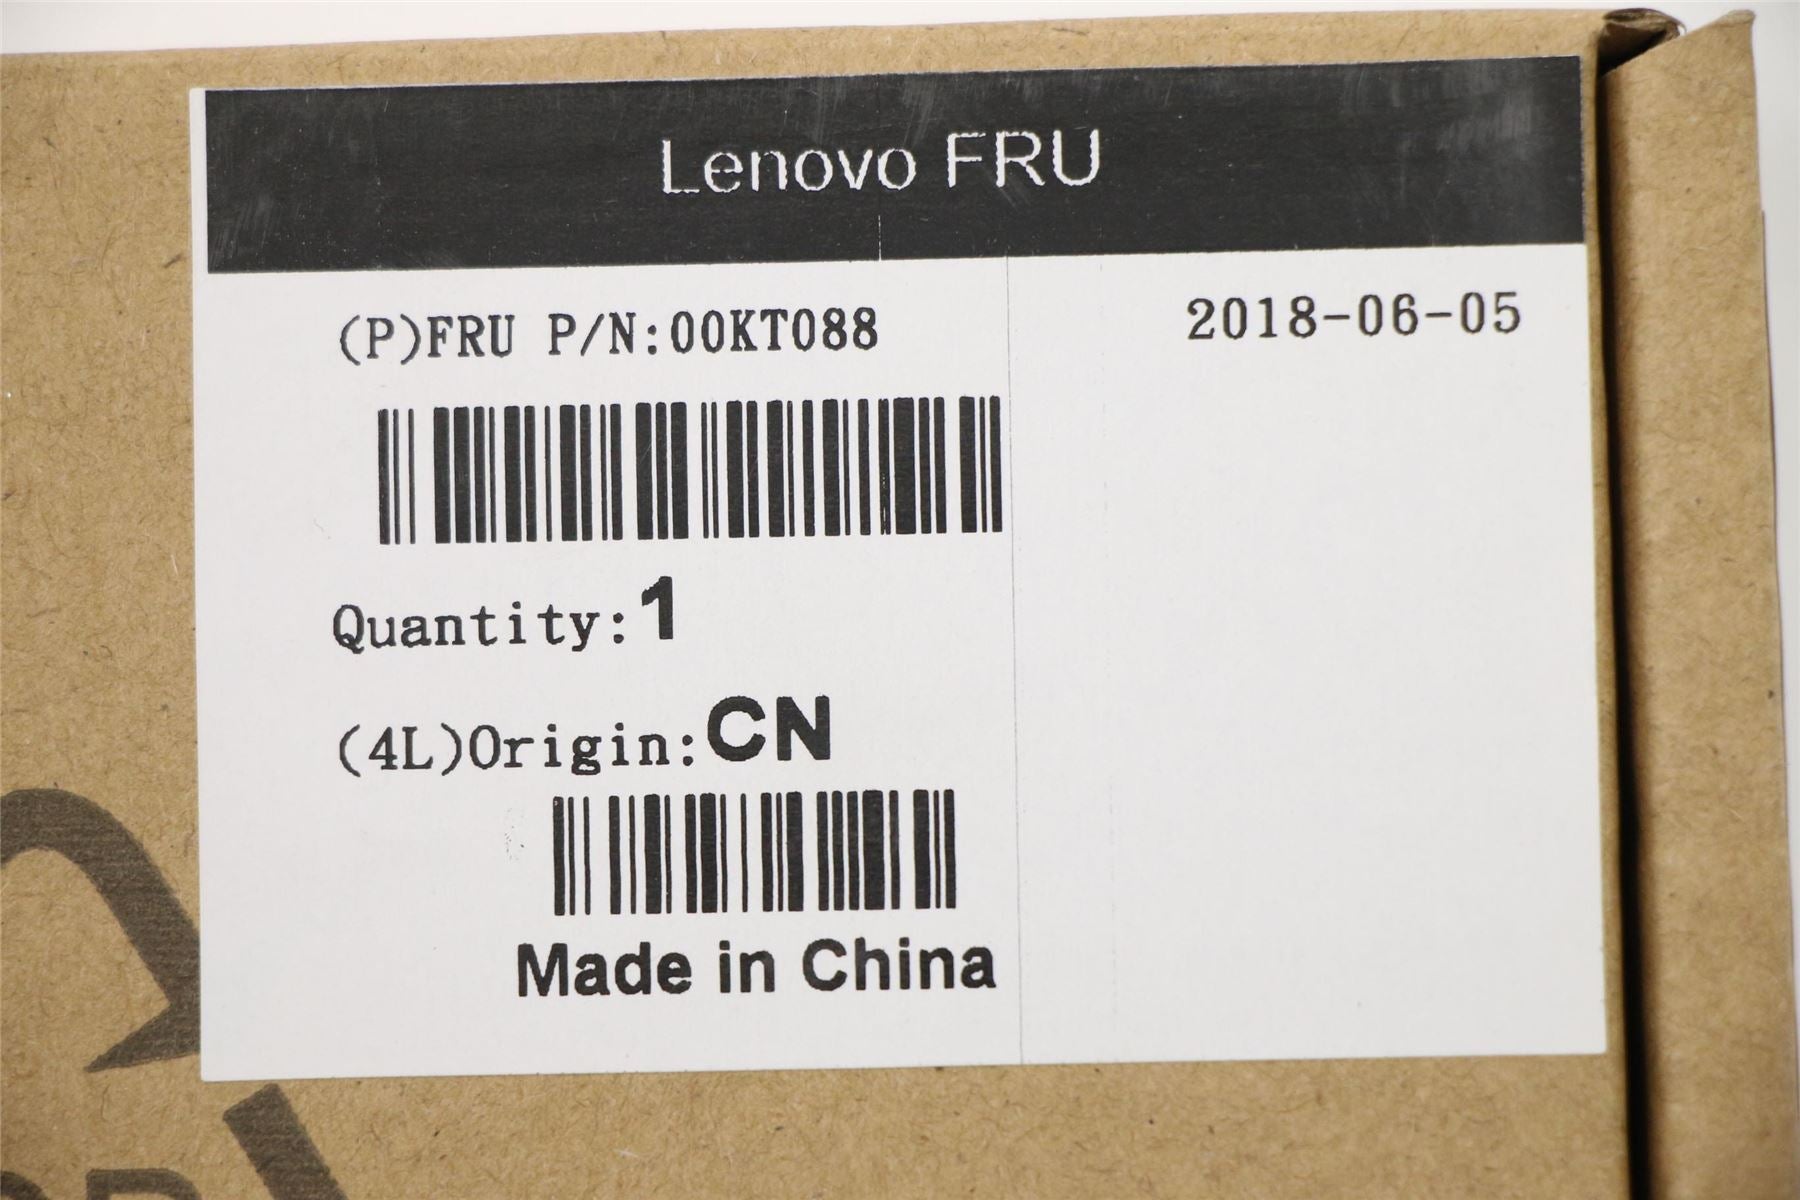 Lenovo FRU
(P)FRU P/N:00KT088
2018-06-05
Quantity:1
(4L)Origin:CN
Made in China